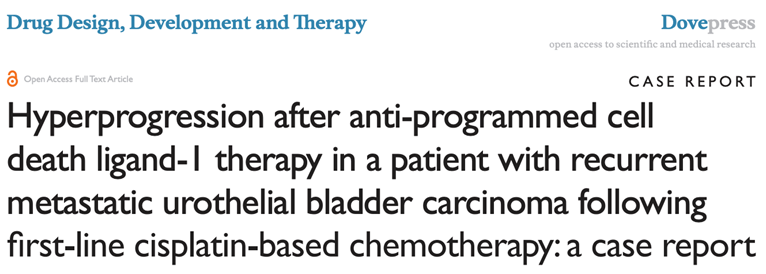 Drug Design, Development and Therapy
Dovepress
open access to scientific and medical research
Open Access Full Text Article
CASE REPORT
Hyperprogression after anti-programmed cell
death ligand-1 therapy in a patient with recurrent
metastatic urothelial bladder carcinoma following
first-line cisplatin-based chemotherapy: a case report